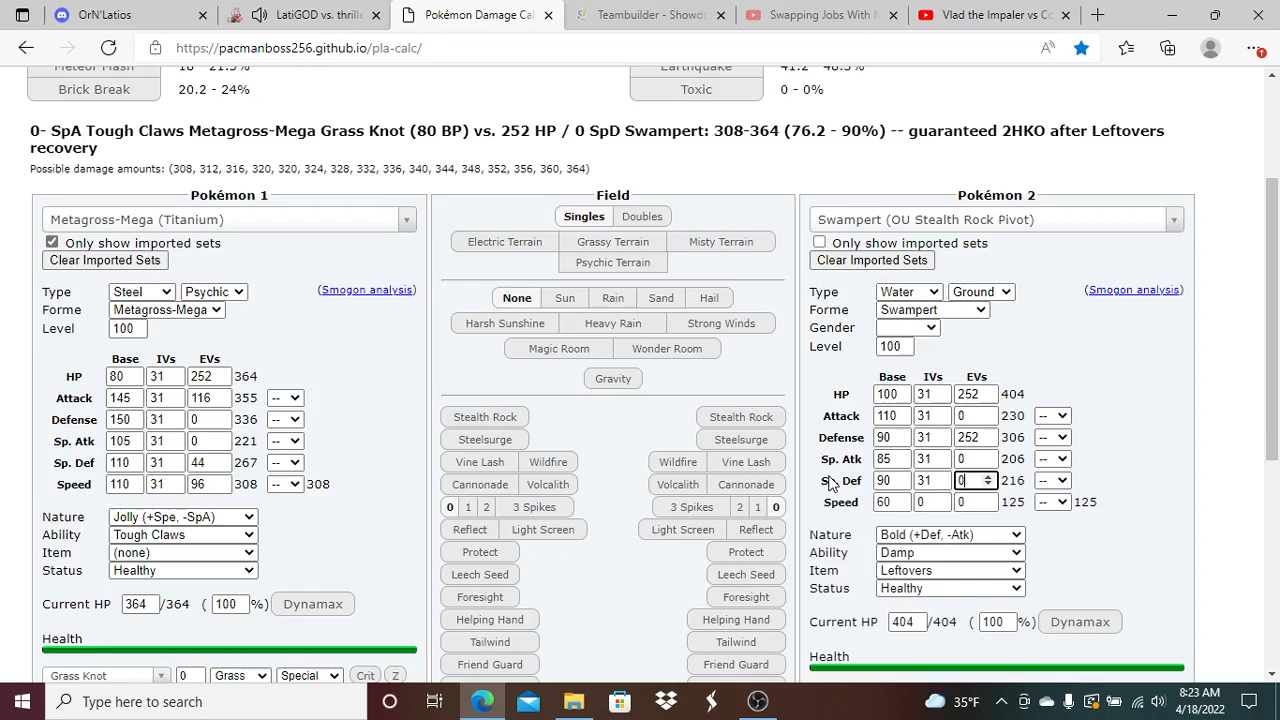 OrN'Latios
LatiGOD vs. thrille
Pokémon Damage Cal
Teambuilder - Showdo
Swapping Jobs With M
Vlad the Impaler vs Co
https://pacmanboss256.github.io/pla-calc/
Meteor Mash
Earthquake
Brick Break 20.2 - 24%
Toxic 0 - 0%
0- SpA Tough Claws Metagross-Mega Grass Knot (80 BP) vs. 252 HP / 0 SpD Swampert: 308-364 (76.2 - 90%) -- guaranteed 2HKO after Leftovers
recovery
Possible damage amounts: (308, 312, 316, 320, 320, 324, 328, 332, 336, 340, 344, 348, 352, 356, 360, 364)
Pokémon 1
Metagross-Mega (Titanium)
Only show imported sets
Clear Imported Sets
Type Steel Psychic (Smogon analysis)
Forme Metagross-Mega
Level 100
Base IVs EVs
HP 80 31 252 364
Attack 145 31 116 355 --
Defense 150 31 0 336 --
Sp. Atk 105 31 0 221 --
Sp. Def 110 31 44 267 --
Speed 110 31 96 308 -- 308
Nature Jolly (+Spe, -SpA)
Ability Tough Claws
Item (none)
Status Healthy
Current HP 364 /364 ( 100 %) Dynamax
Health
Grass Knot 0 Grass Special Crit Z
Field
Singles Doubles
Electric Terrain Grassy Terrain Misty Terrain
Psychic Terrain
None Sun Rain Sand Hail
Harsh Sunshine Heavy Rain Strong Winds
Magic Room Wonder Room
Gravity
Stealth Rock Stealth Rock
Steelsurge Steelsurge
Vine Lash Wildfire Wildfire Vine Lash
Cannonade Volcalith Volcalith Cannonade
0 1 2 3 Spikes 3 Spikes 2 1 0
Reflect Light Screen Light Screen Reflect
Protect Protect
Leech Seed Leech Seed
Foresight Foresight
Helping Hand Helping Hand
Tailwind Tailwind
Friend Guard Friend Guard
Pokémon 2
Swampert (OU Stealth Rock Pivot)
Only show imported sets
Clear Imported Sets
Type Water Ground (Smogon analysis)
Forme Swampert
Gender
Level 100
Base IVs EVs
HP 100 31 252 404
Attack 110 31 0 230 --
Defense 90 31 252 306 --
Sp. Atk 85 31 0 206 --
Sp. Def 90 31 0 216 --
Speed 60 0 0 125 -- 125
Nature Bold (+Def, -Atk)
Ability Damp
Item Leftovers
Status Healthy
Current HP 404 /404 ( 100 %) Dynamax
Health
Type here to search
35°F
8:23 AM
4/18/2022